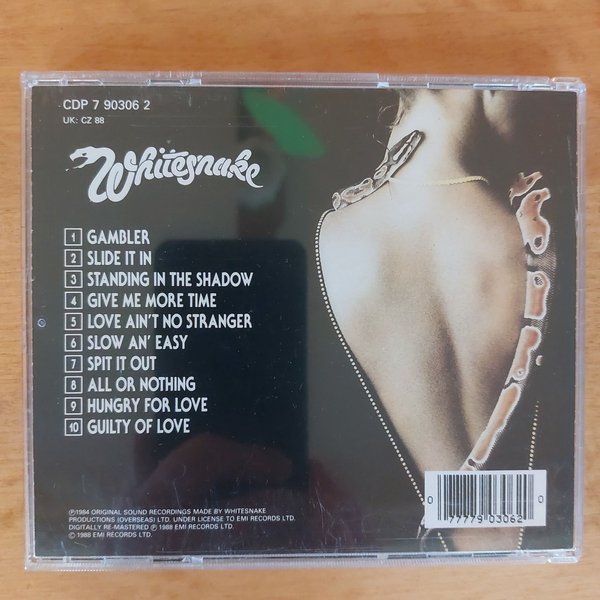 CDP 7 90306 2
UK: CZ 88
Whitesnake
1 GAMBLER
2 SLIDE IT IN
3 STANDING IN THE SHADOW
4 GIVE ME MORE TIME
5 LOVE AIN'T NO STRANGER
6 SLOW AN' EASY
7 SPIT IT OUT
8 ALL OR NOTHING
9 HUNGRY FOR LOVE
10 GUILTY OF LOVE
℗1984 ORIGINAL SOUND RECORDINGS MADE BY WHITESNAKE
PRODUCTIONS (OVERSEAS) LTD. UNDER LICENSE TO EMI RECORDS LTD.
DIGITALLY RE-MASTERED ℗ 1988 EMI RECORDS LTD.
©1988 EMI RECORDS LTD.
0 77779 03062 0